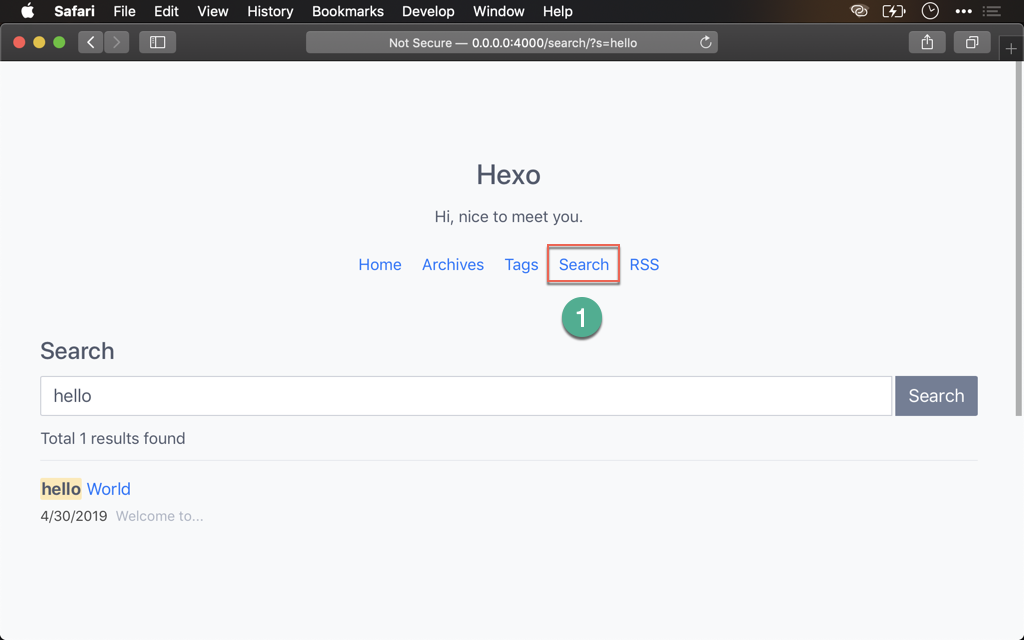 Safari File Edit View History Bookmarks Develop Window Help
Not Secure — 0.0.0.0:4000/search/?s=hello
Hexo
Hi, nice to meet you.
Home Archives Tags Search RSS
1
Search
hello Search
Total 1 results found
hello World
4/30/2019 Welcome to...